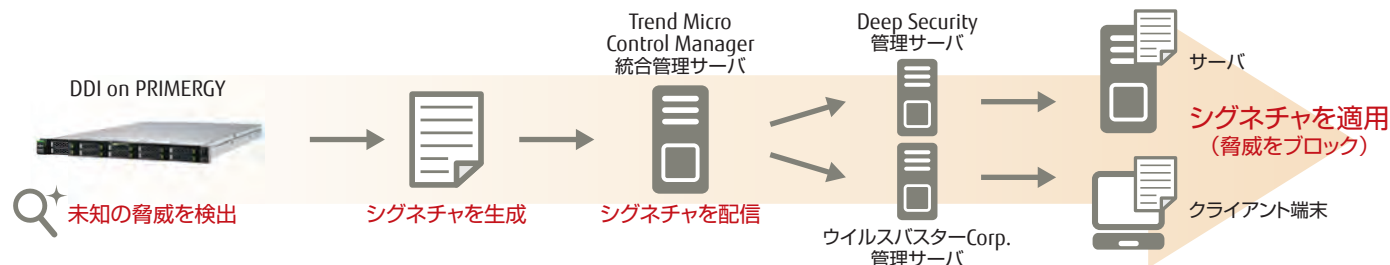 DDI on PRIMERGY
未知の脅威を検出
シグネチャを生成
Trend Micro
Control Manager
統合管理サーバ
シグネチャを配信
Deep Security
管理サーバ
ウイルスバスターCorp.
管理サーバ
サーバ
シグネチャを適用
（脅威をブロック）
クライアント端末